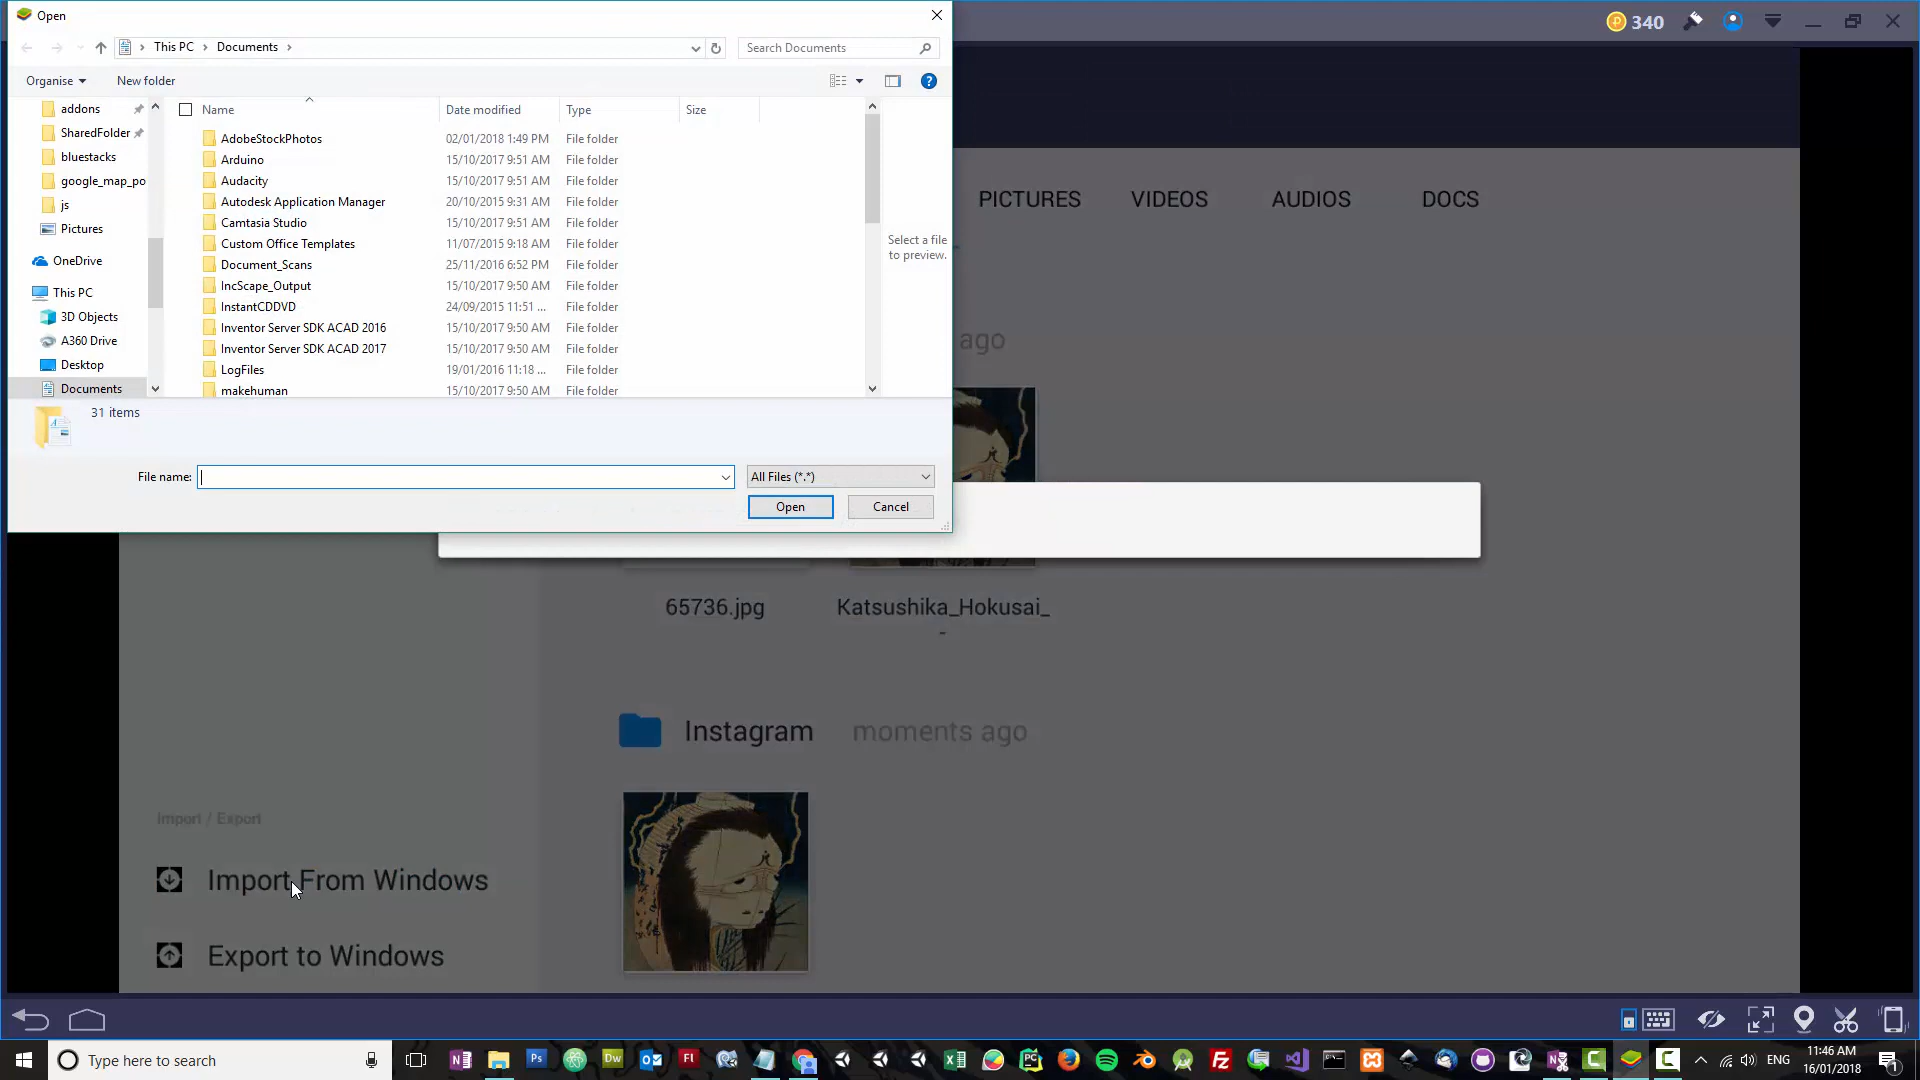 Open
340
This PC
Documents
Search Documents
Organise
New folder
addons
SharedFolder
bluestacks
google_map_po
js
Pictures
OneDrive
This PC
3D Objects
A360 Drive
Desktop
Documents
Name Date modified Type Size
AdobeStockPhotos 02/01/2018 1:49 PM File folder
Arduino 15/10/2017 9:51 AM File folder
Audacity 15/10/2017 9:51 AM File folder
Autodesk Application Manager 20/10/2015 9:31 AM File folder
Camtasia Studio 15/10/2017 9:51 AM File folder
Custom Office Templates 11/07/2015 9:18 AM File folder
Document_Scans 25/11/2016 6:52 PM File folder
IncScape_Output 15/10/2017 9:50 AM File folder
InstantCDDVD 24/09/2015 11:51 ... File folder
Inventor Server SDK ACAD 2016 15/10/2017 9:50 AM File folder
Inventor Server SDK ACAD 2017 15/10/2017 9:50 AM File folder
LogFiles 19/01/2016 11:18 ... File folder
makehuman 15/10/2017 9:50 AM File folder
Select a file
to preview.
31 items
File name:
All Files (*.*)
Open
Cancel
PICTURES VIDEOS AUDIOS DOCS
ago
65736.jpg
Katsushika_Hokusai_
-
Instagram moments ago
Import / Export
Import From Windows
Export to Windows
Type here to search
ENG
11:46 AM
16/01/2018